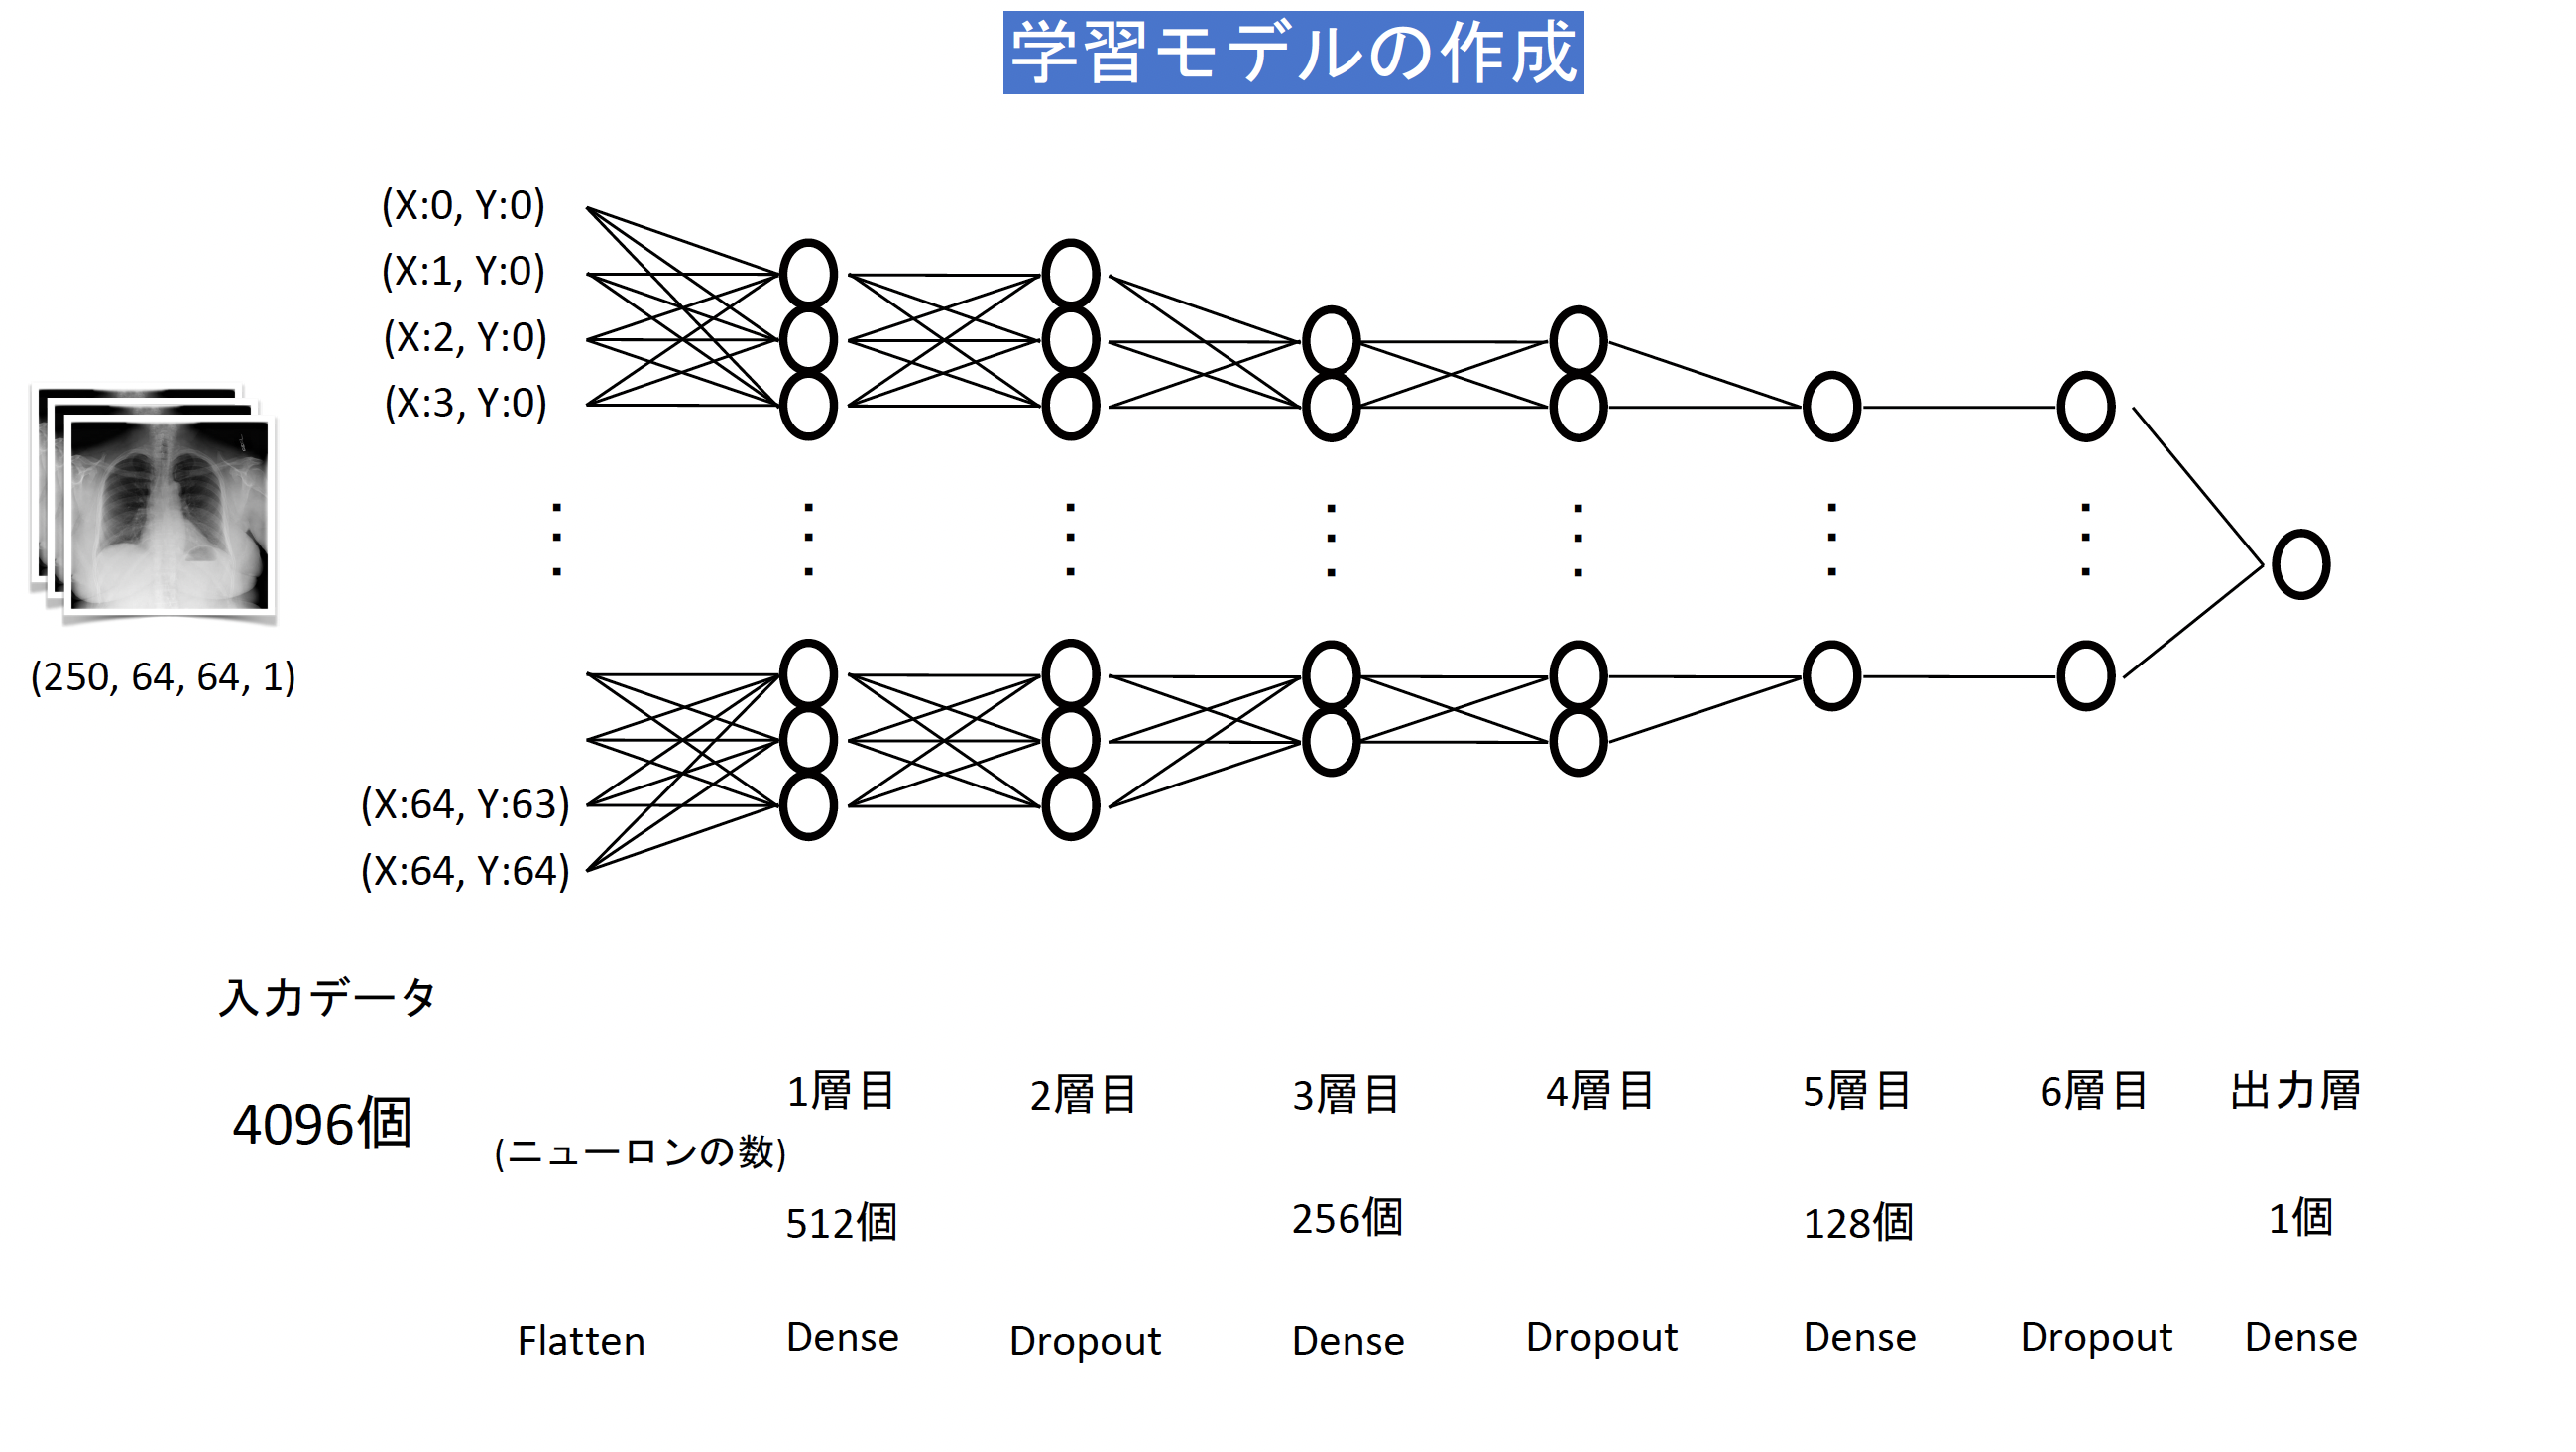 学習モデルの作成
(X:0, Y:0)
(X:1, Y:0)
(X:2, Y:0)
(X:3, Y:0)
(250, 64, 64, 1)
(X:64, Y:63)
(X:64, Y:64)
入力データ
4096個
1層目 2層目 3層目 4層目 5層目 6層目 出力層
(ニューロンの数)
512個 256個 128個 1個
Flatten Dense Dropout Dense Dropout Dense Dropout Dense